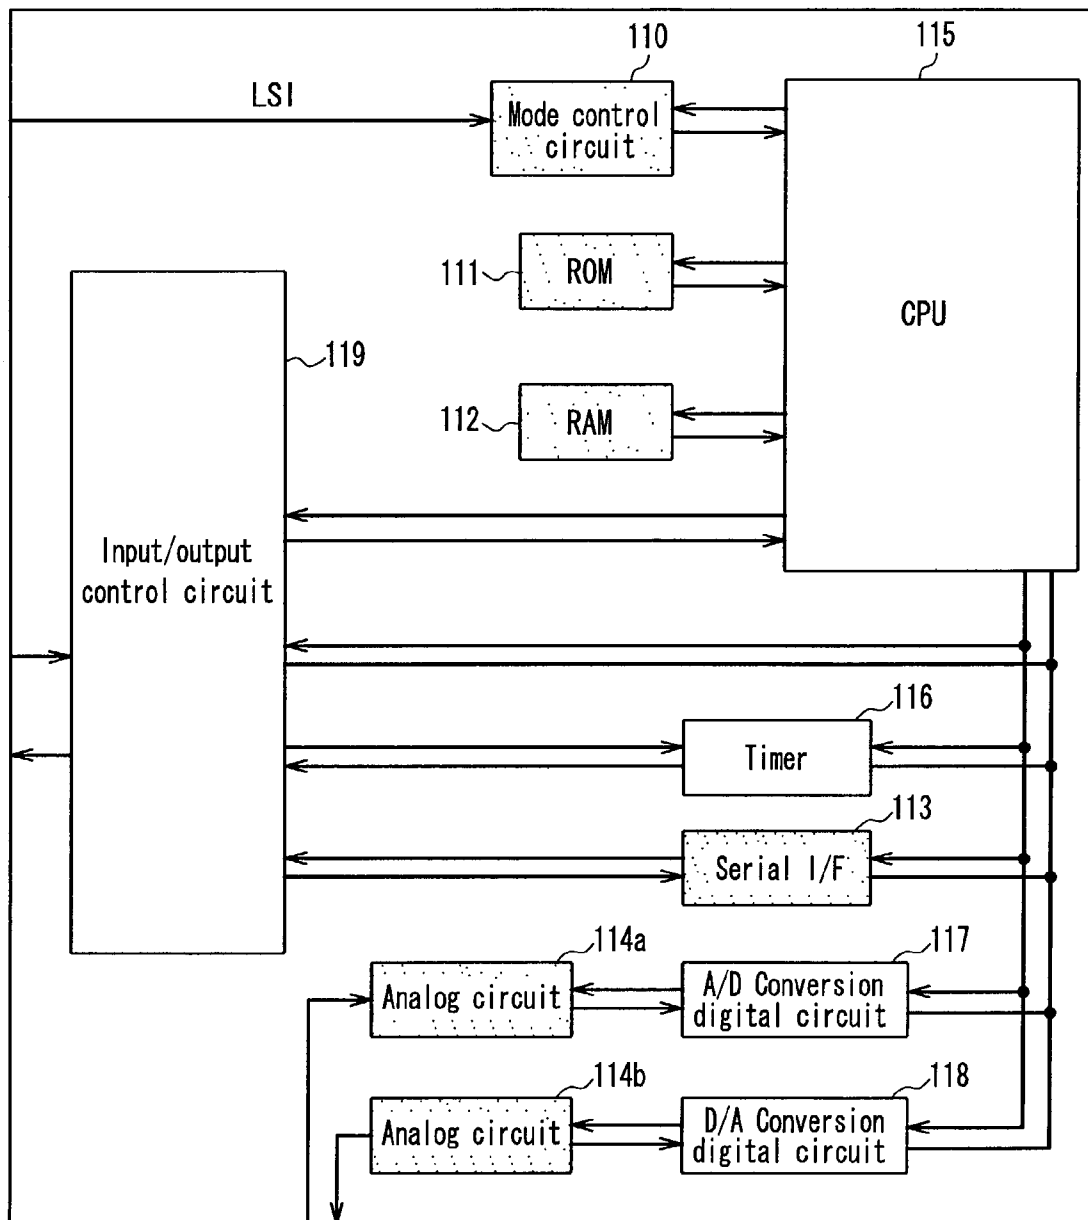 110
115
LSI
Mode control
circuit
111
ROM
CPU
119
112
RAM
Input/output
control circuit
116
Timer
113
Serial I/F
114a
117
Analog circuit
A/D Conversion
digital circuit
114b
118
Analog circuit
D/A Conversion
digital circuit